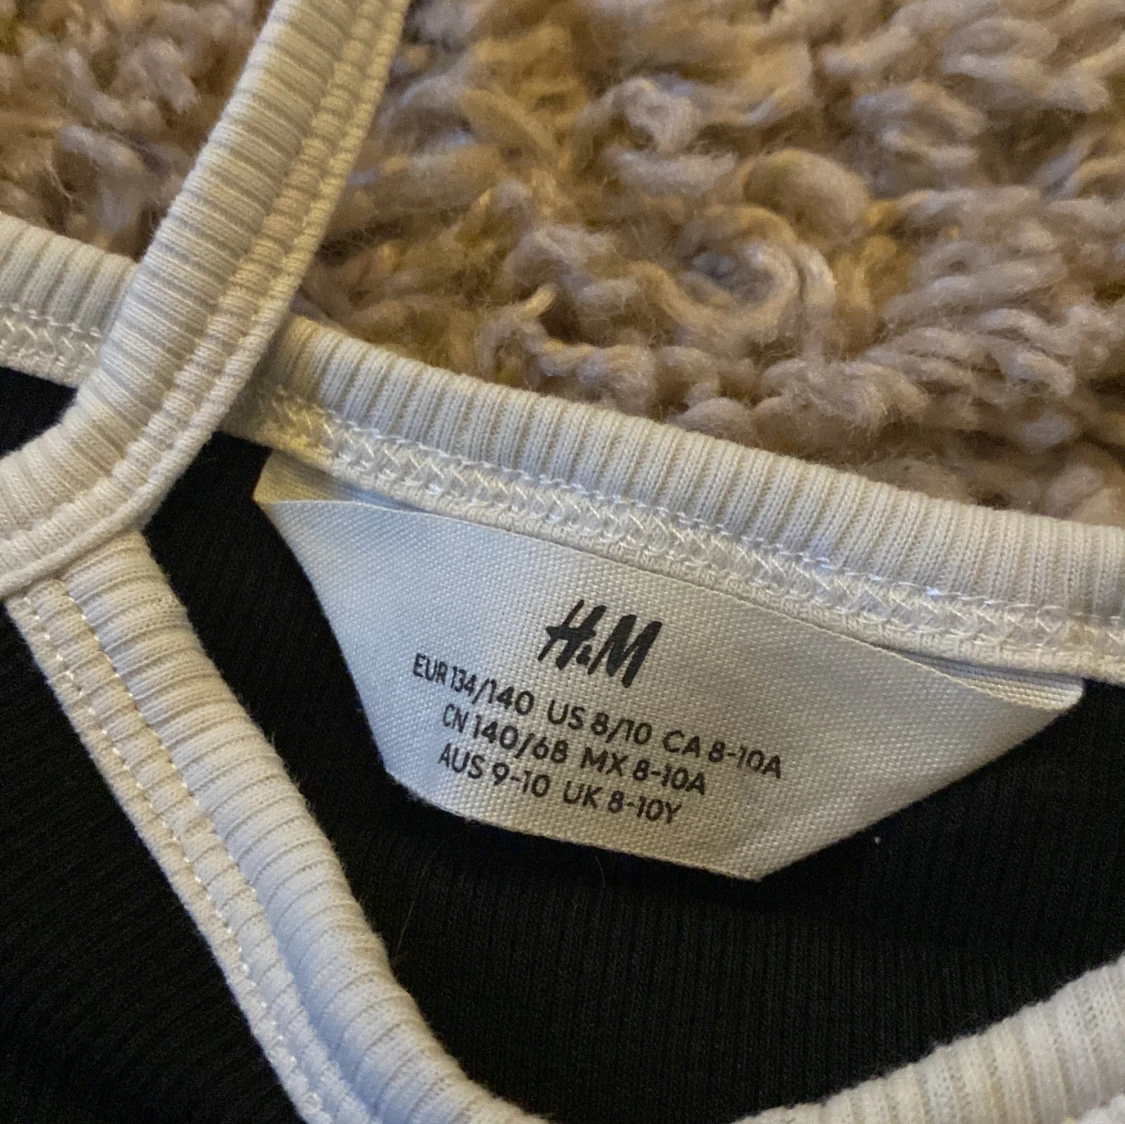 H&M
EUR 134/140 US 8/10 CA 8-10A
CN 140/68 MX 8-10A
AUS 9-10 UK 8-10Y